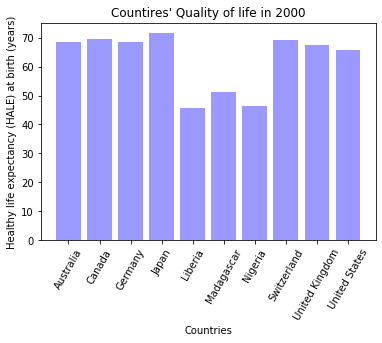 Countires' Quality of life in 2000
Healthy life expectancy (HALE) at birth (years)
70
60
50
40
30
20
10
0
Australia
Canada
Germany
Japan
Liberia
Madagascar
Nigeria
Switzerland
United Kingdom
United States
Countries